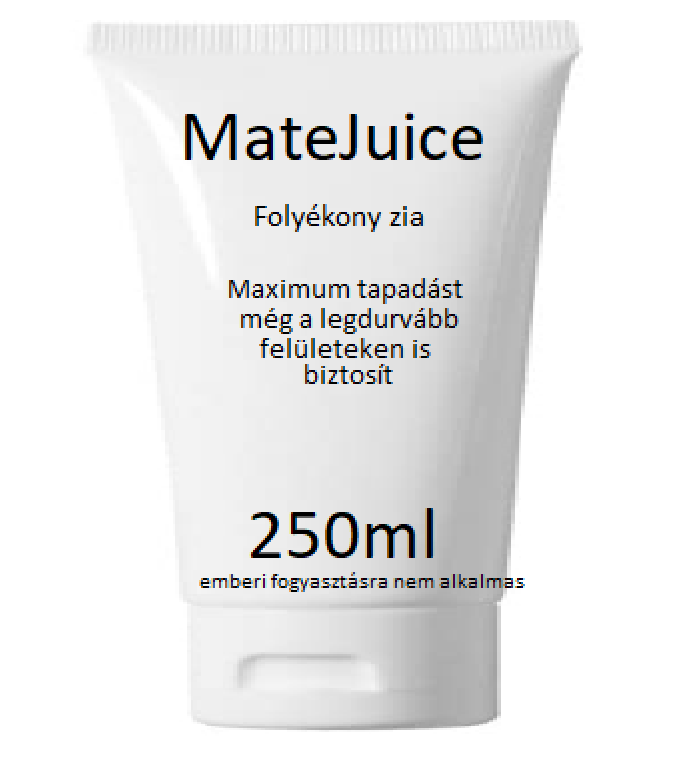 MateJuice
Folyékony zia
Maximum tapadást
még a legdurvább
felületeken is
biztosít
250ml
emberi fogyasztásra nem alkalmas